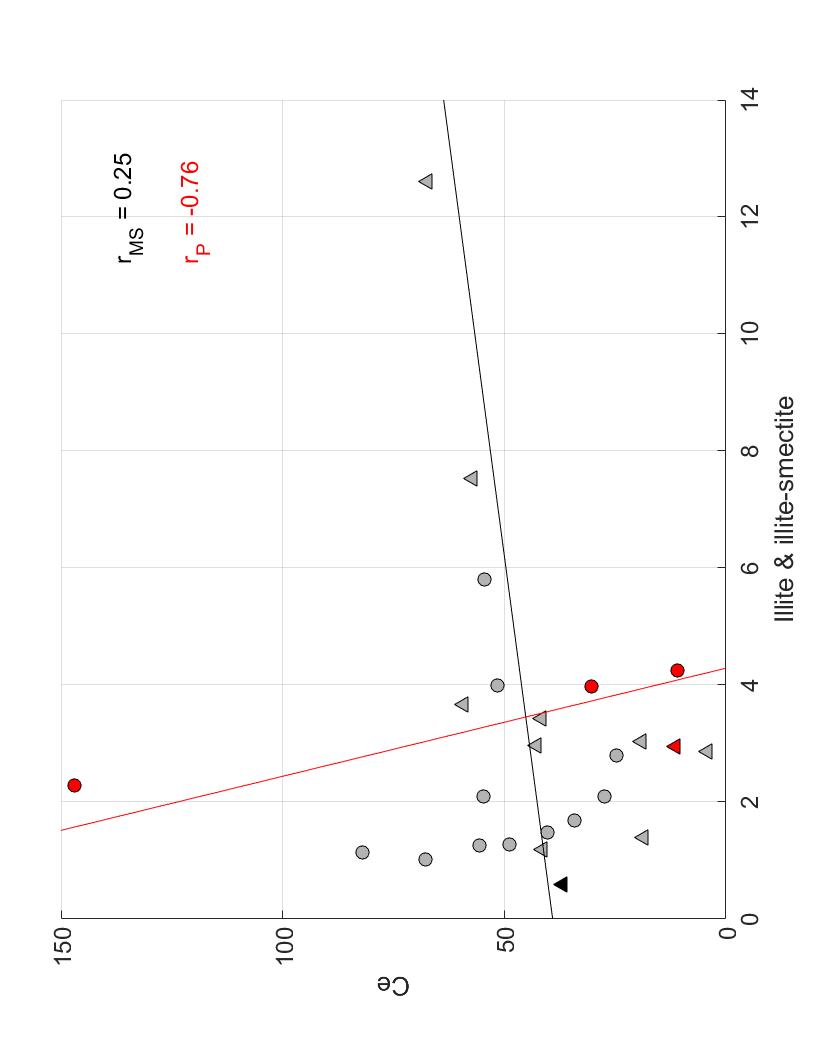 150
r_MS = 0.25
r_P = -0.76
100
Ce
50
0
0 2 4 6 8 10 12 14
Illite & illite-smectite